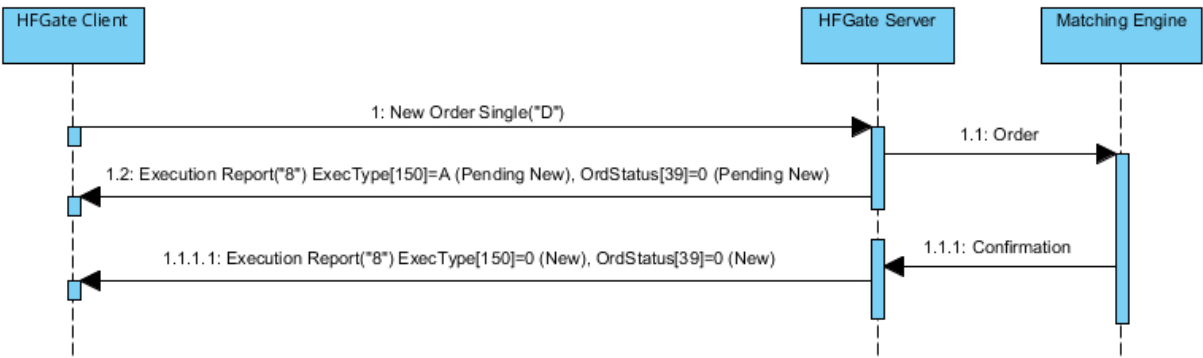 HFGate Client
HFGate Server
Matching Engine
1: New Order Single("D")
1.1: Order
1.2: Execution Report("8") ExecType[150]=A (Pending New), OrdStatus[39]=0 (Pending New)
1.1.1: Confirmation
1.1.1.1: Execution Report("8") ExecType[150]=0 (New), OrdStatus[39]=0 (New)